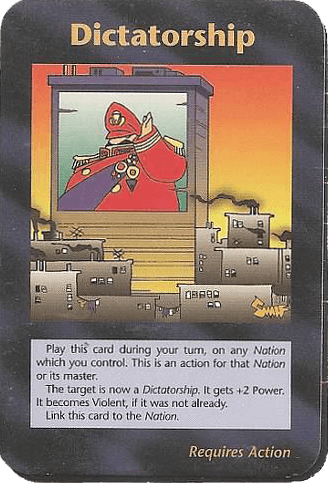 Dictatorship
SWIF
Play this card during your turn, on any Nation
which you control. This is an action for that Nation
or its master.
The target is now a Dictatorship. It gets +2 Power.
It becomes Violent, if it was not already.
Link this card to the Nation.
Requires Action